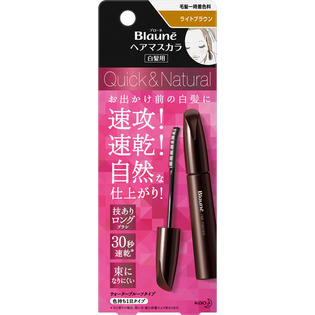 毛髪一時着色料
ライトブラウン
ブローネ
Blauné
ヘアマスカラ
白髪用
Quick&Natural
お出かけ前の白髪に
速攻!
速乾!
自然な
仕上がり!
技あり
ロング
ブラシ
30秒
速乾*
束に
なりにくい
ウォータープルーフタイプ
色持ち1日タイプ
Blauné
KAO